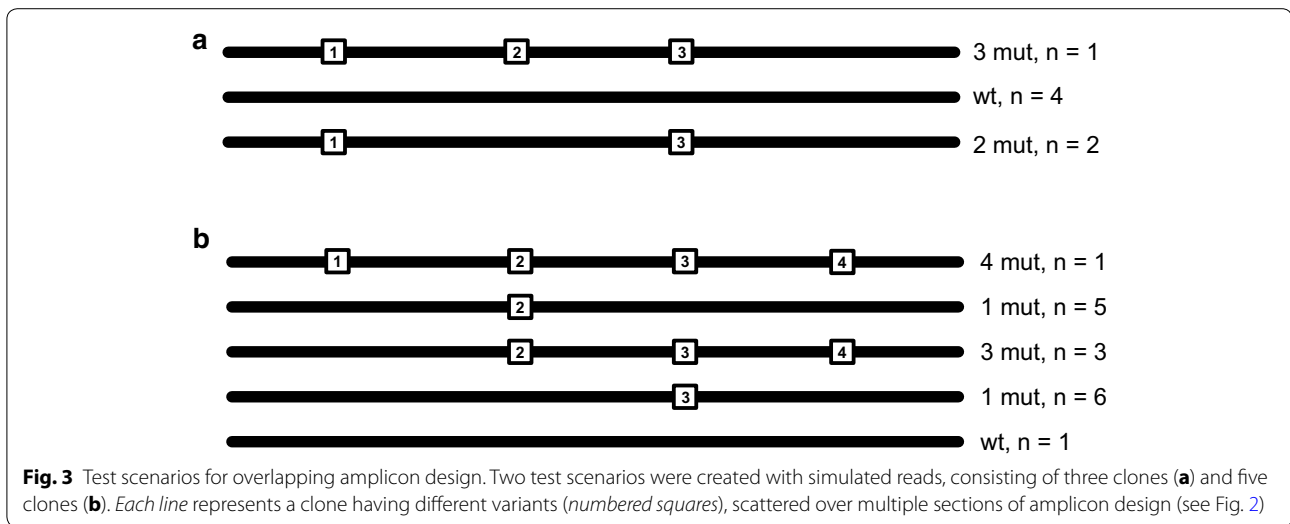 a
1 2 3 3 mut, n = 1
wt, n = 4
1 3 2 mut, n = 2
b
1 2 3 4 4 mut, n = 1
2 1 mut, n = 5
2 3 4 3 mut, n = 3
3 1 mut, n = 6
wt, n = 1
Fig. 3 Test scenarios for overlapping amplicon design. Two test scenarios were created with simulated reads, consisting of three clones (a) and five
clones (b). Each line represents a clone having different variants (numbered squares), scattered over multiple sections of amplicon design (see Fig. 2)